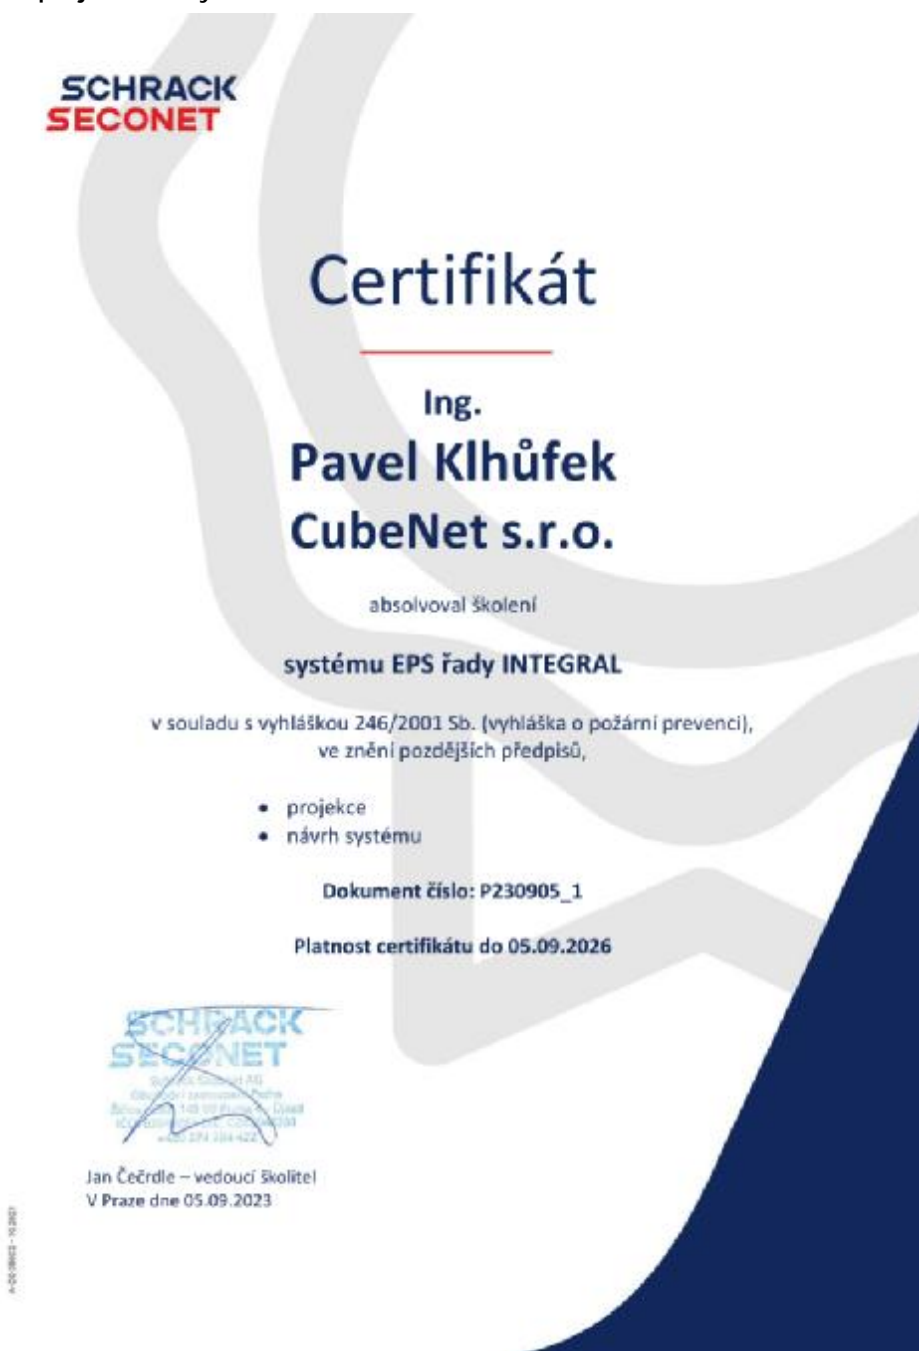 SCHRACK
SECONET
Certifikát
Ing.
Pavel Klhůfek
CubeNet s.r.o.
absolvoval školení
systému EPS řady INTEGRAL
v souladu s vyhláškou 246/2001 Sb. (vyhláška o požární prevenci),
ve znění pozdějších předpisů,
• projekce
• návrh systému
Dokument číslo: P230905_1
Platnost certifikátu do 05.09.2026
SCHRACK
SECONET
Jan Čečrdle – vedoucí školitel
V Praze dne 05.09.2023